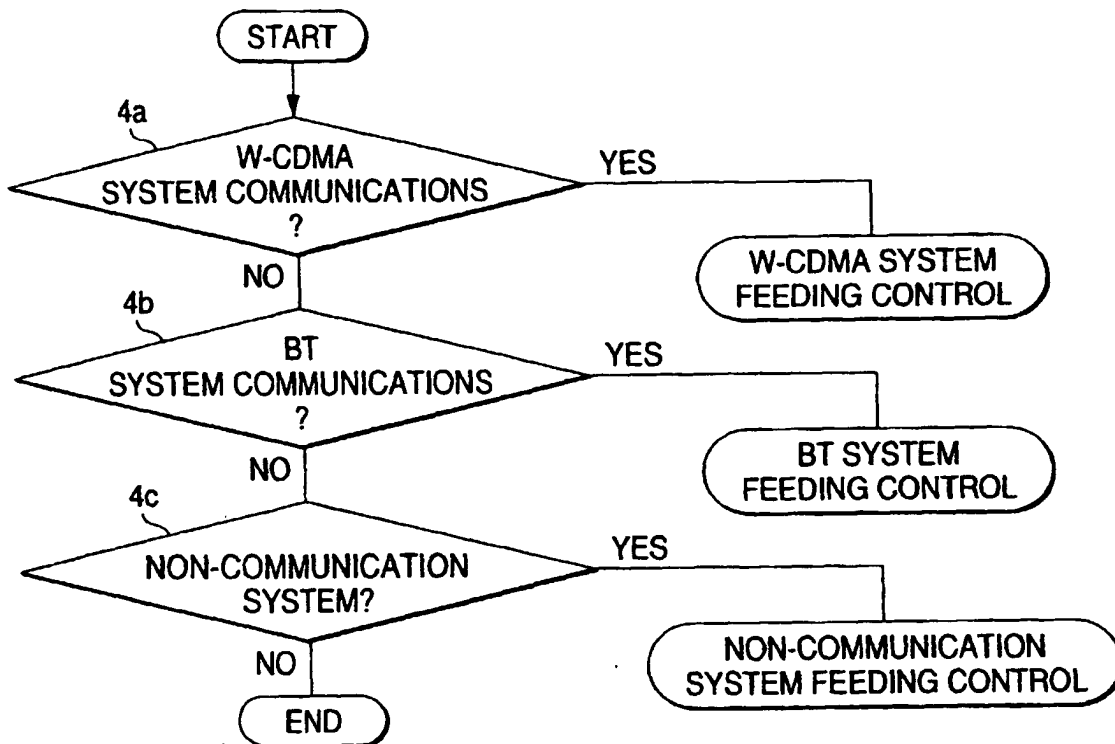 START
4a
W-CDMA
SYSTEM COMMUNICATIONS
?
YES
W-CDMA SYSTEM
FEEDING CONTROL
NO
4b
BT
SYSTEM COMMUNICATIONS
?
YES
BT SYSTEM
FEEDING CONTROL
NO
4c
NON-COMMUNICATION
SYSTEM?
YES
NON-COMMUNICATION
SYSTEM FEEDING CONTROL
NO
END